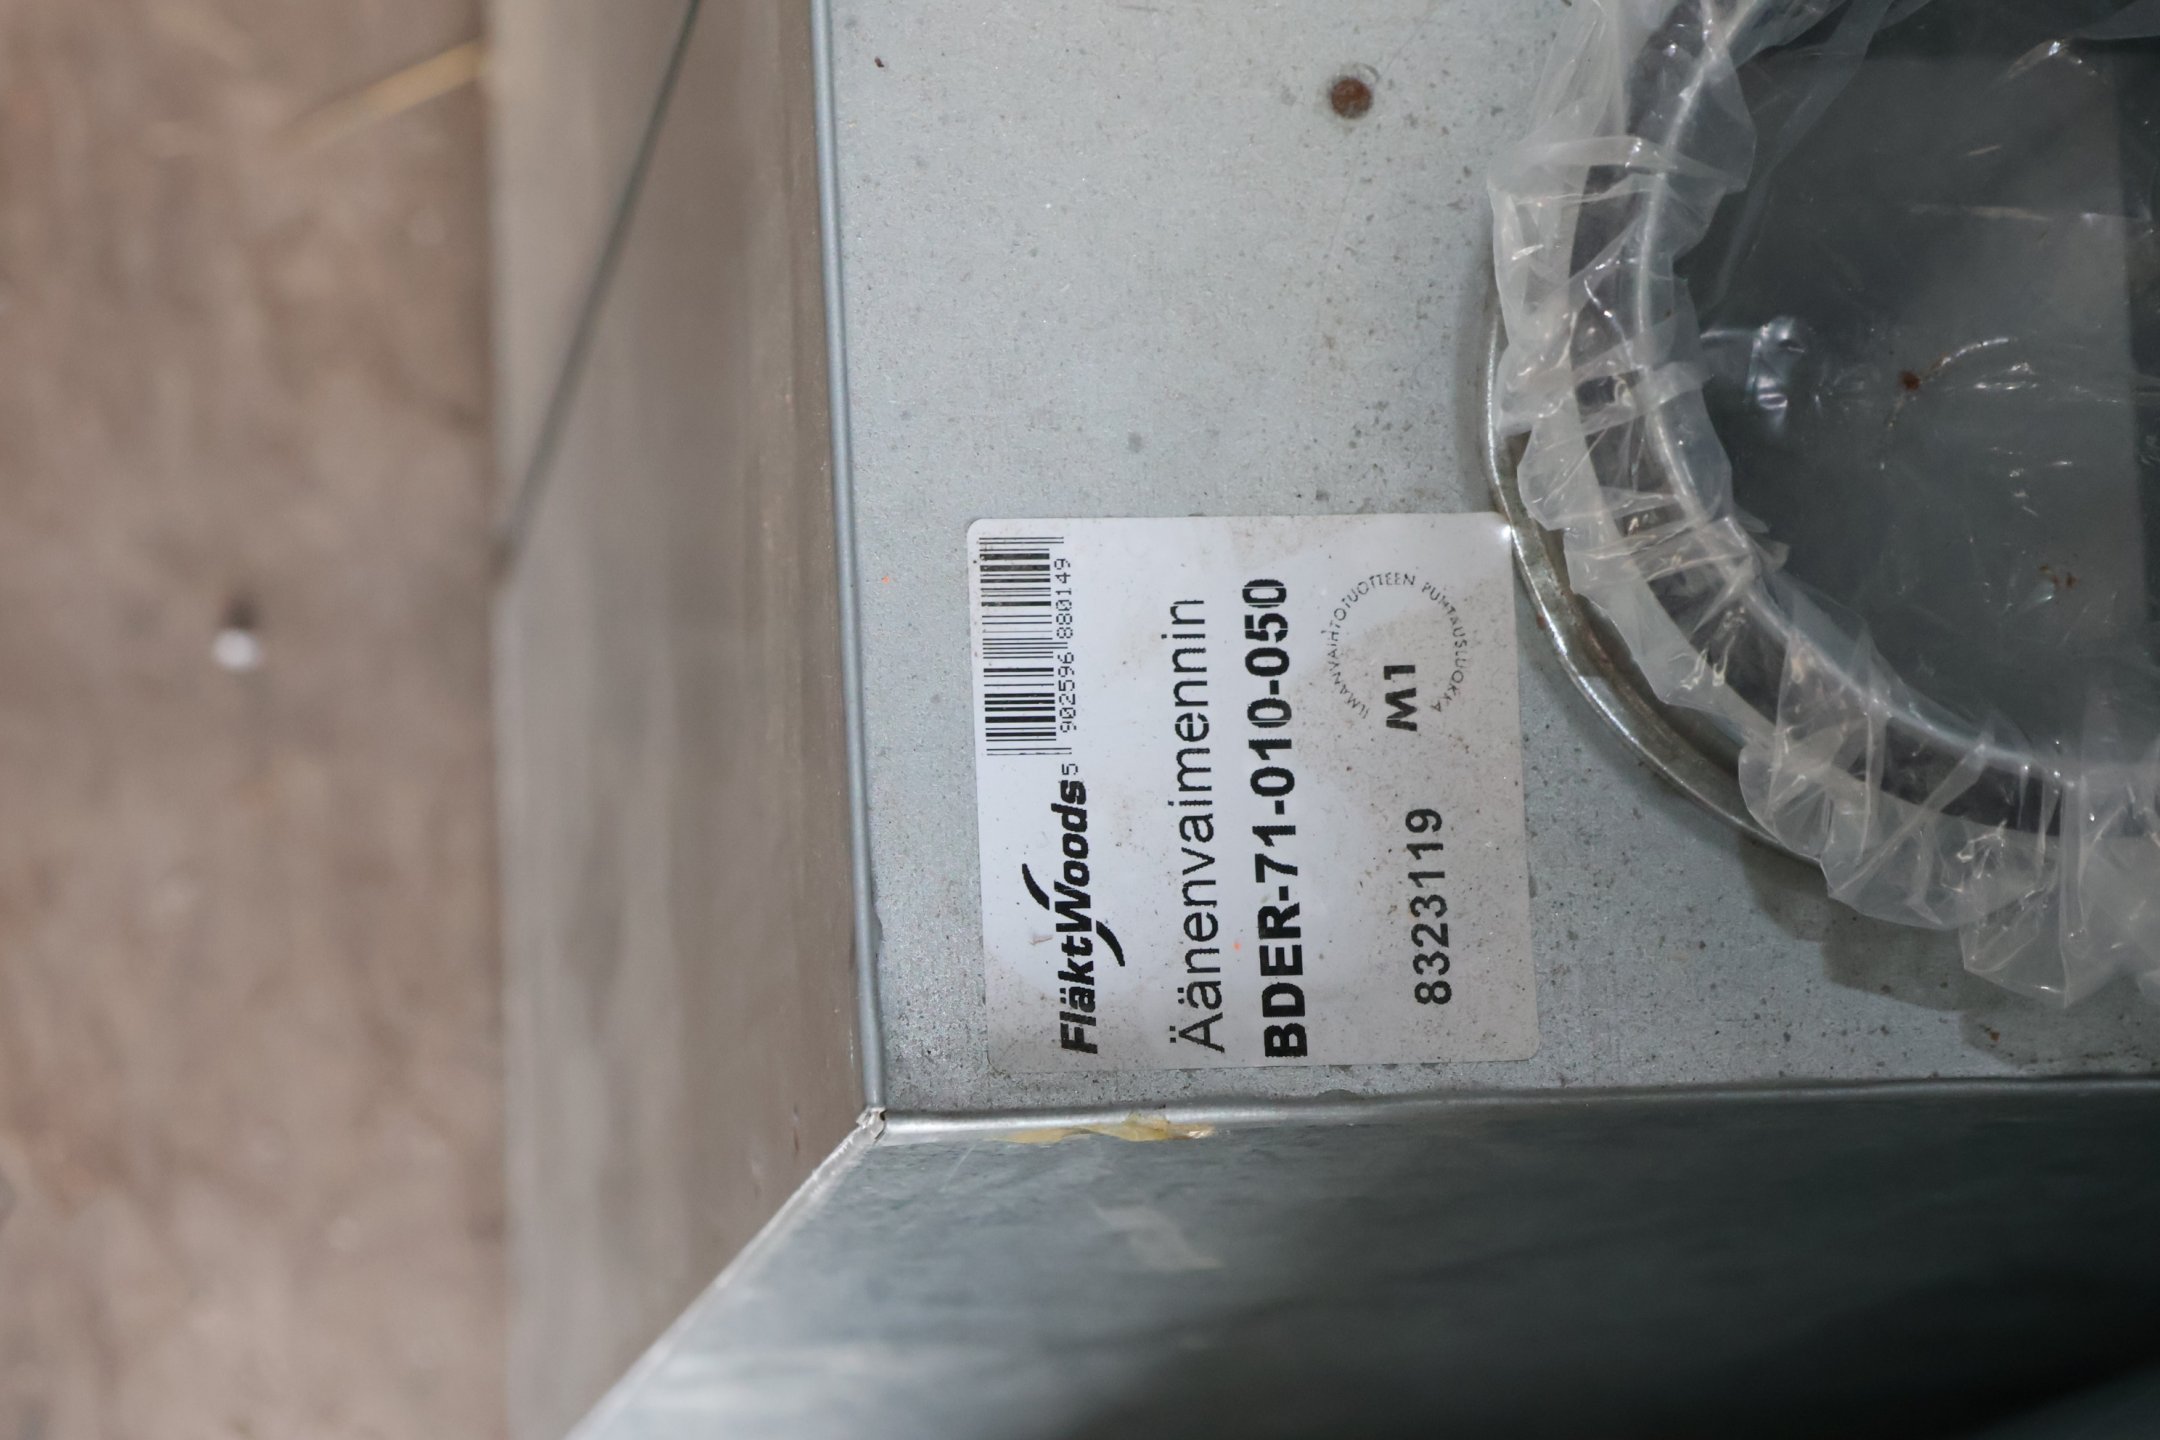 FläktWoods
5 902596 880149
Äänenvaimennin
BDER-71-010-050
ILMANVAIHTOTUOTTEEN PUHTAUSLUOKKA
M1
8323119